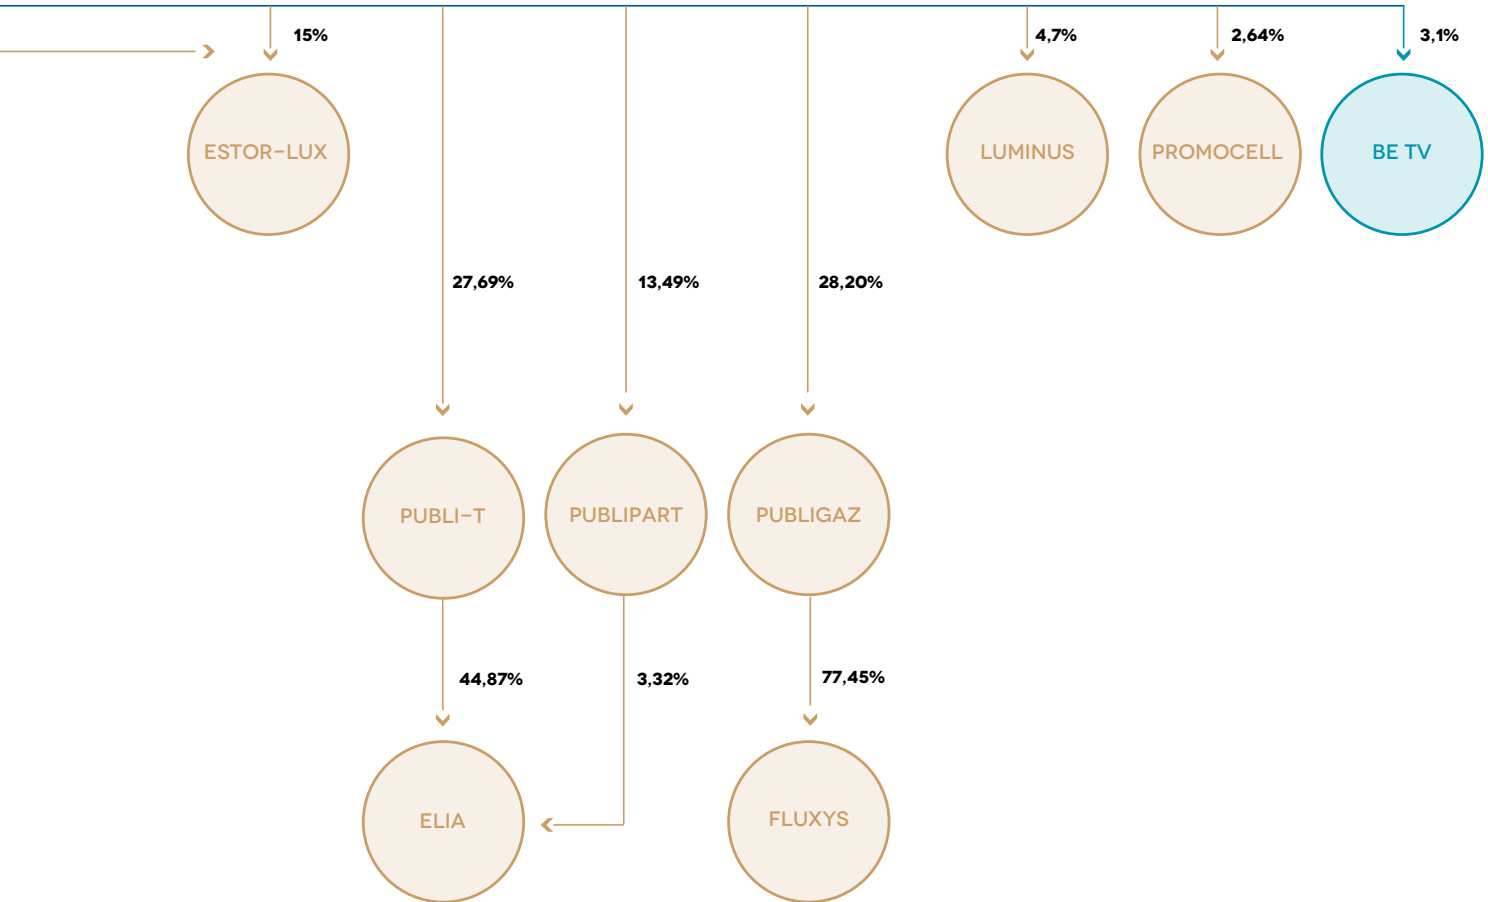 15%
4,7%
2,64%
3,1%
ESTOR-LUX
LUMINUS
PROMOCELL
BE TV
27,69%
13,49%
28,20%
PUBLI-T
PUBLIPART
PUBLIGAZ
44,87%
3,32%
77,45%
ELIA
FLUXYS